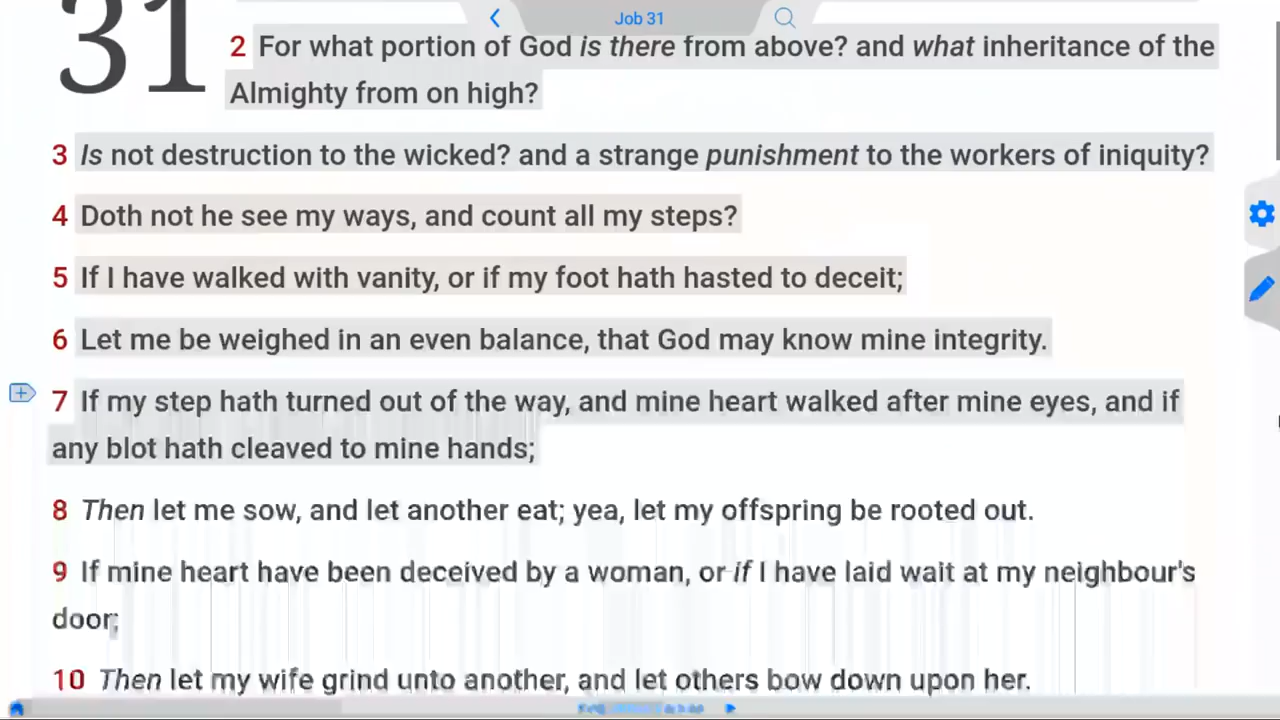 Job 31
31
2 For what portion of God is there from above? and what inheritance of the
Almighty from on high?
3 Is not destruction to the wicked? and a strange punishment to the workers of iniquity?
4 Doth not he see my ways, and count all my steps?
5 If I have walked with vanity, or if my foot hath hasted to deceit;
6 Let me be weighed in an even balance, that God may know mine integrity.
7 If my step hath turned out of the way, and mine heart walked after mine eyes, and if
any blot hath cleaved to mine hands;
8 Then let me sow, and let another eat; yea, let my offspring be rooted out.
9 If mine heart have been deceived by a woman, or if I have laid wait at my neighbour's
door;
10 Then let my wife grind unto another, and let others bow down upon her.